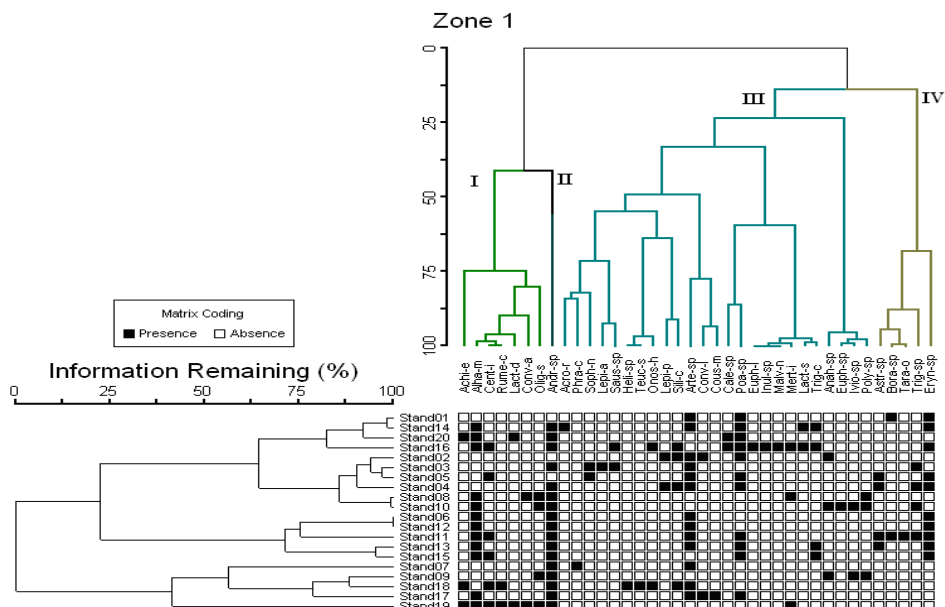 Zone 1
0
25
50
75
100
I
II
III
IV
Matrix Coding
Presence Absence
Information Remaining (%)
0 25 50 75 100
Achi-e
Alha-m
Cent-i
Rume-c
Lact-d
Conv-a
Olig-s
Andr-sp
Acro-r
Phra-c
Soph-n
Lepi-a
Saus-sp
Heli-sp
Teuc-s
Onos-h
Lepi-p
Sili-c
Arte-sp
Conv-l
Cous-m
Cale-sp
Poa-sp
Euph-i
Inul-sp
Malv-n
Mert-i
Lact-s
Trig-c
Euph-sp
Poly-sp
Astr-sp
Bora-sp
Tara-o
Trig-sp
Eryn-sp
Stand01
Stand14
Stand20
Stand16
Stand02
Stand03
Stand05
Stand04
Stand08
Stand10
Stand06
Stand12
Stand11
Stand13
Stand15
Stand07
Stand09
Stand18
Stand17
Stand19